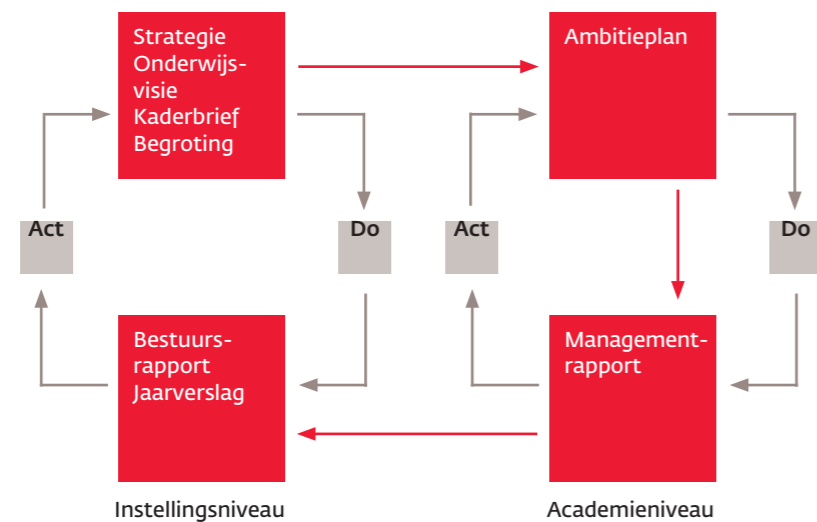 Strategie
Onderwijs-
visie
Kaderbrief
Begroting
Ambitieplan
Act
Do
Act
Do
Bestuurs-
rapport
Jaarverslag
Management-
rapport
Instellingsniveau
Academieniveau